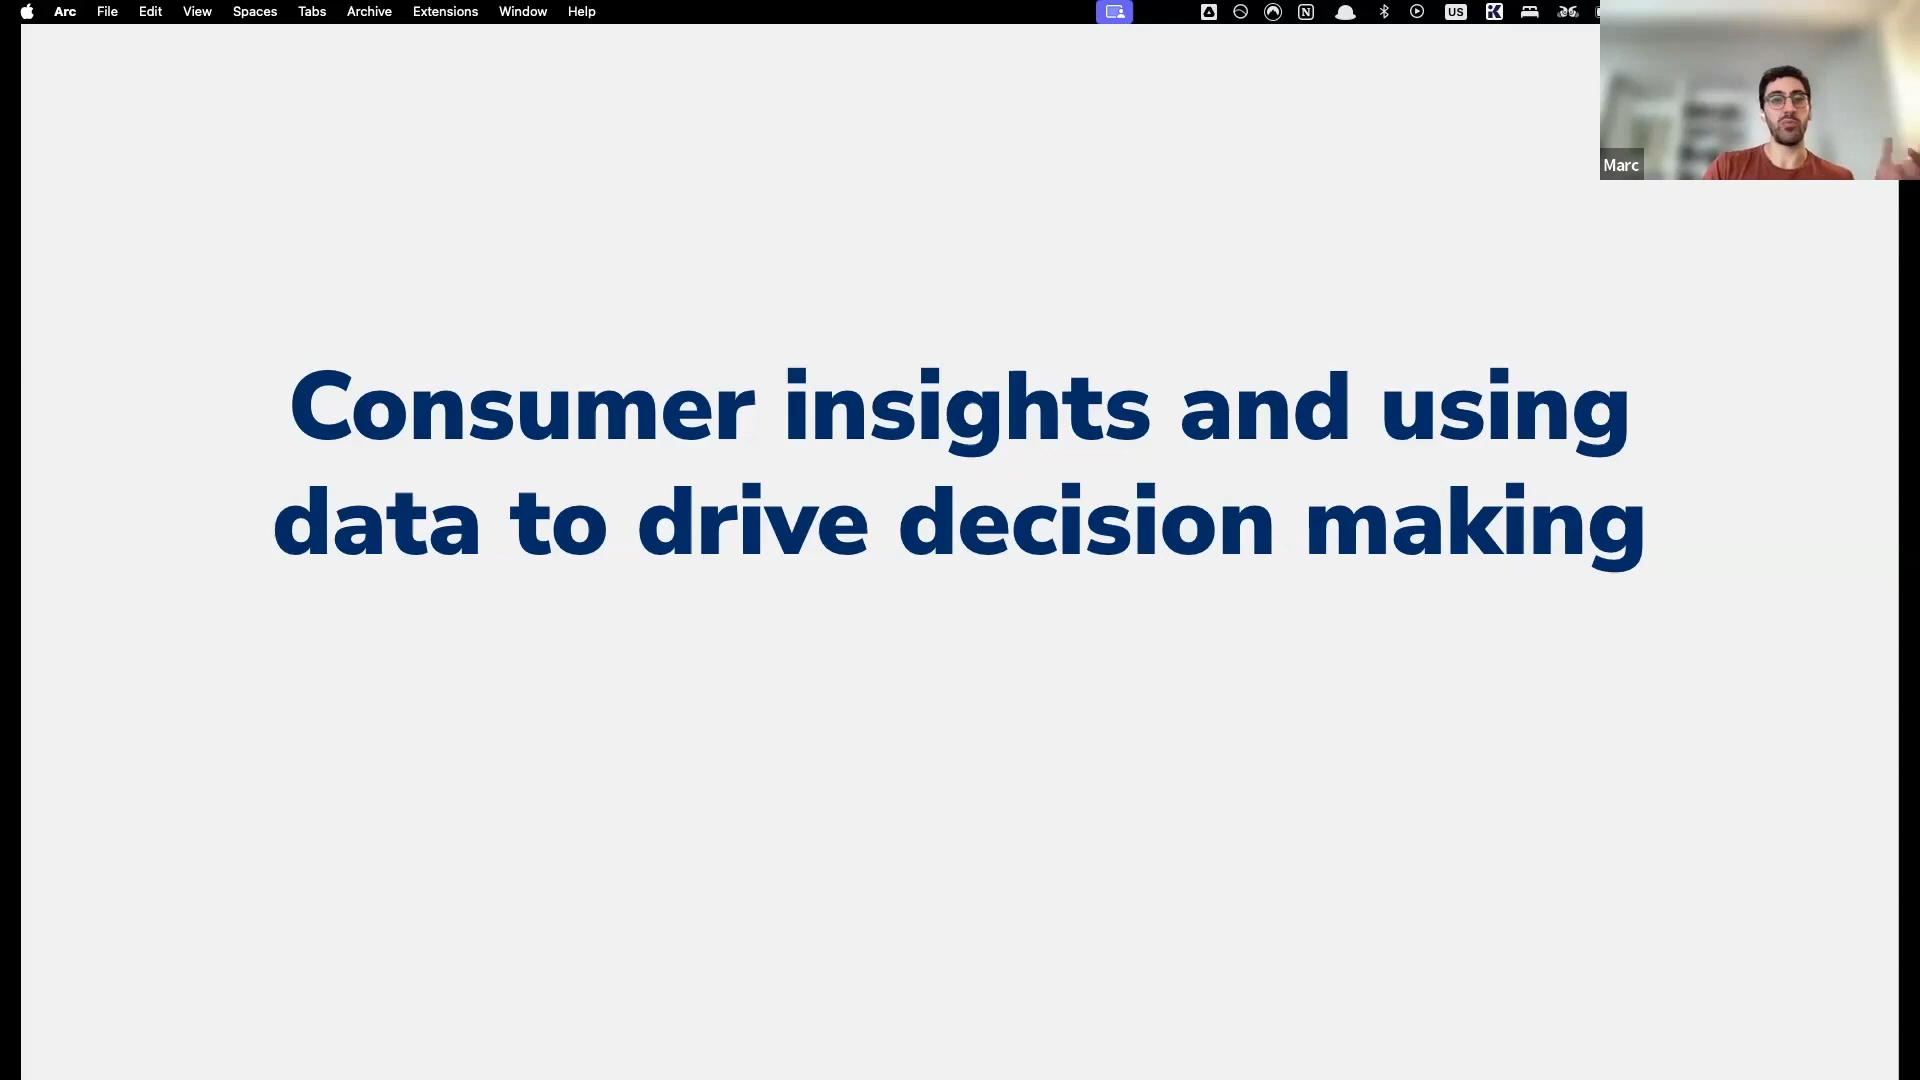 Arc File Edit View Spaces Tabs Archive Extensions Window Help
N US K
Marc
Consumer insights and using
data to drive decision making